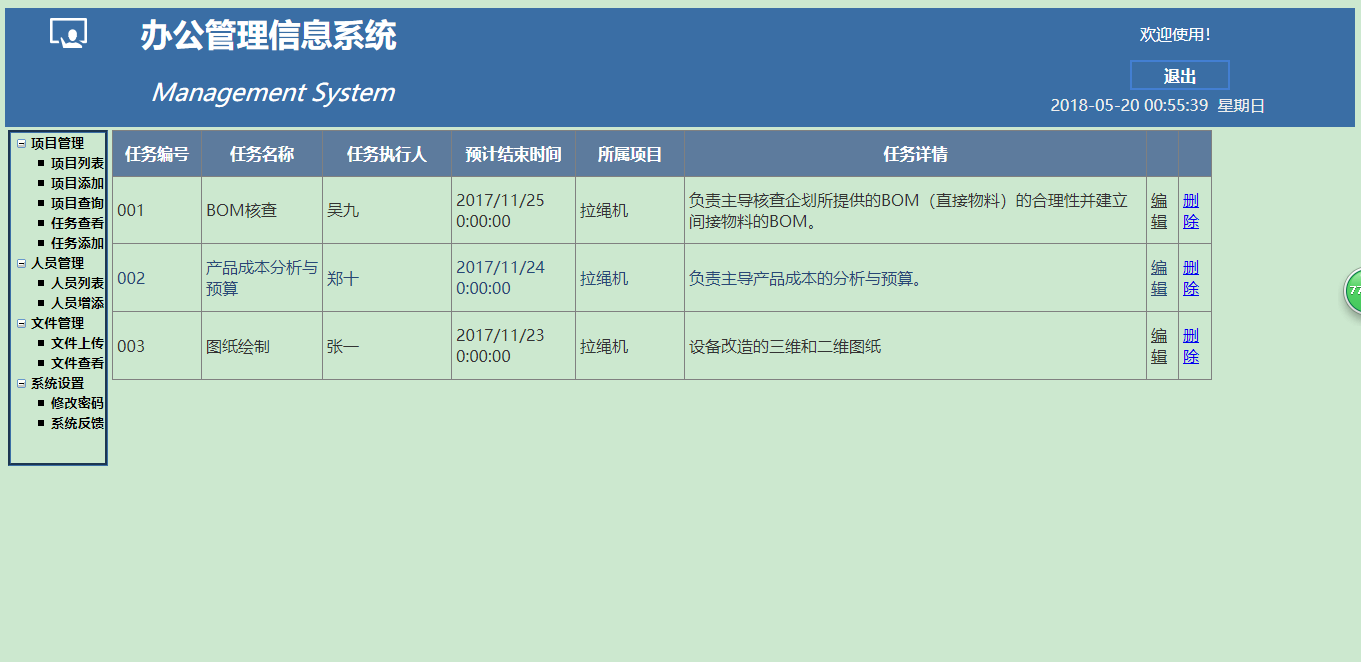 办公管理信息系统
Management System
欢迎使用!
退出
2018-05-20 00:55:39 星期日
项目管理
项目列表
项目添加
项目查询
任务查看
任务添加
人员管理
人员列表
人员增添
文件管理
文件上传
文件查看
系统设置
修改密码
系统反馈
任务编号 任务名称 任务执行人 预计结束时间 所属项目 任务详情
001 BOM核查 吴九 2017/11/25 0:00:00 拉绳机 负责主导核查企划所提供的BOM（直接物料）的合理性并建立间接物料的BOM。 编辑 删除
002 产品成本分析与预算 郑十 2017/11/24 0:00:00 拉绳机 负责主导产品成本的分析与预算。 编辑 删除
003 图纸绘制 张一 2017/11/23 0:00:00 拉绳机 设备改造的三维和二维图纸 编辑 删除